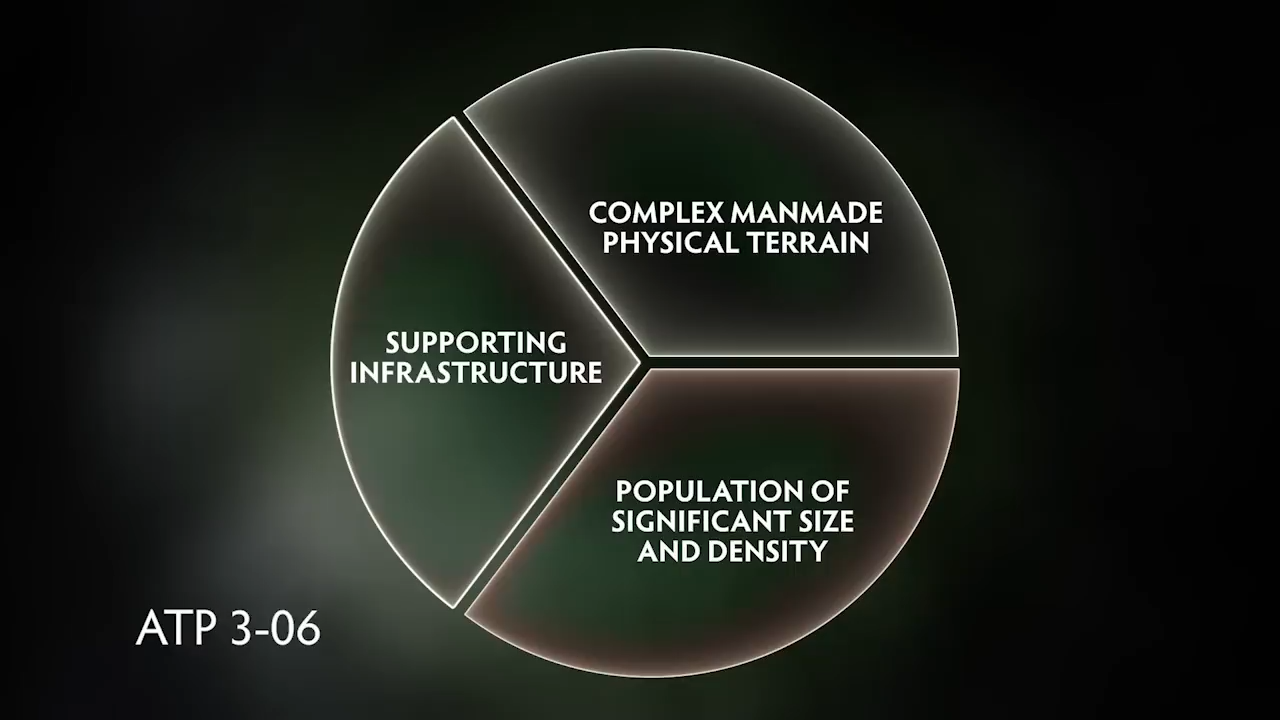 COMPLEX MANMADE
PHYSICAL TERRAIN
SUPPORTING
INFRASTRUCTURE
POPULATION OF
SIGNIFICANT SIZE
AND DENSITY
ATP 3-06